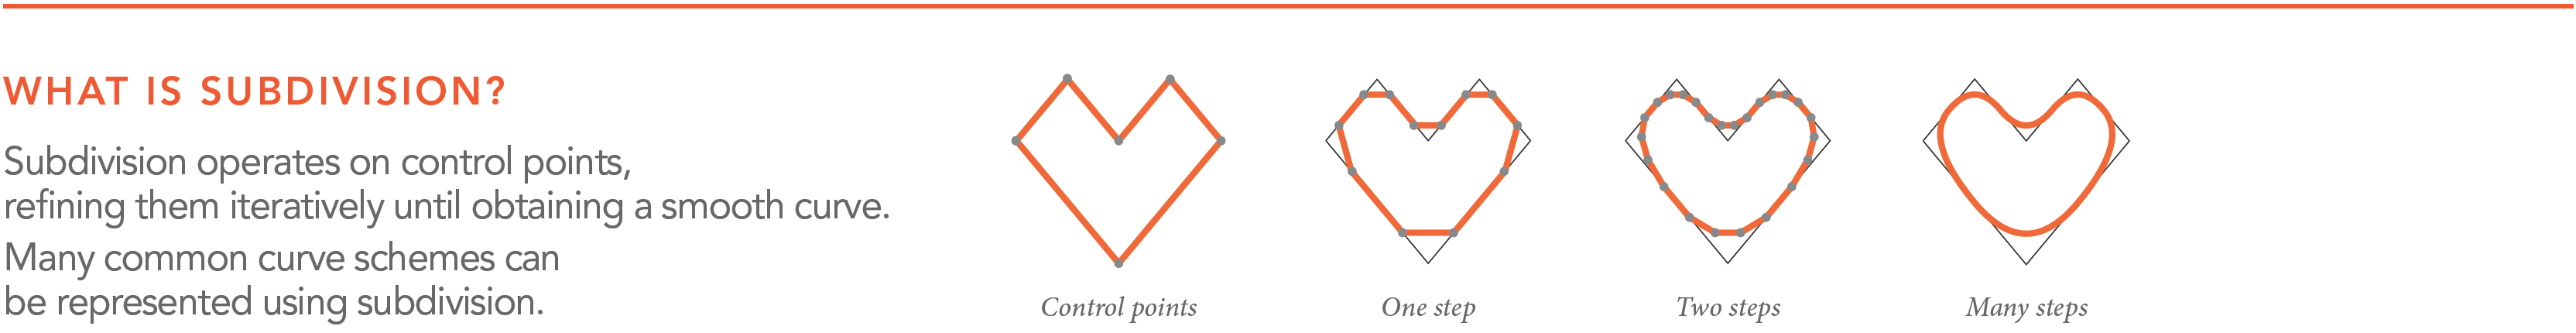 WHAT IS SUBDIVISION?
Subdivision operates on control points,
refining them iteratively until obtaining a smooth curve.
Many common curve schemes can
be represented using subdivision.
Control points
One step
Two steps
Many steps